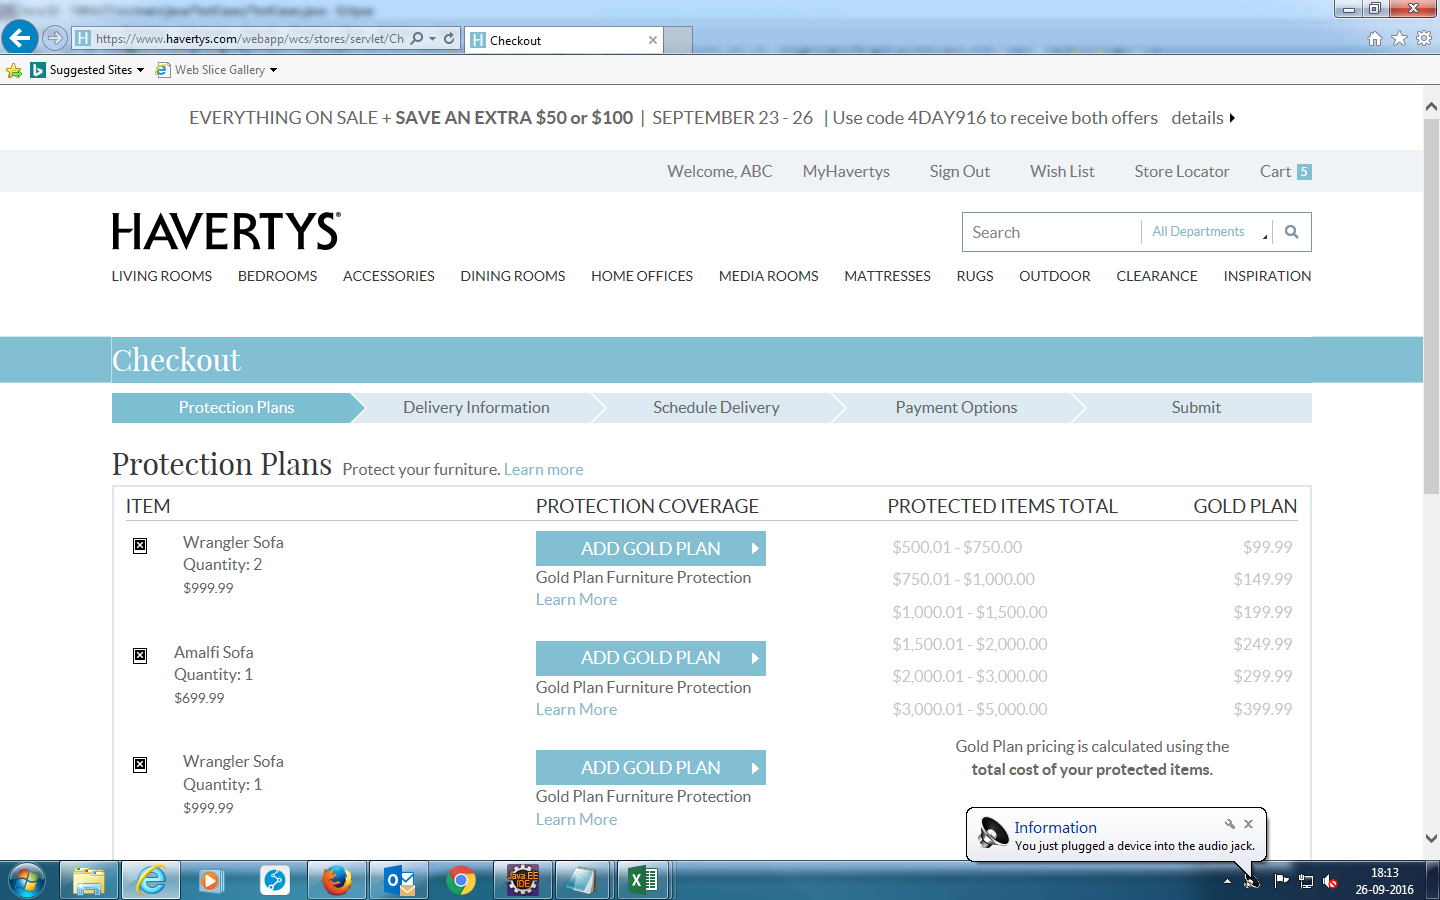 https://www.havertys.com/webapp/wcs/stores/servlet/Ch
Checkout
Suggested Sites
Web Slice Gallery
EVERYTHING ON SALE + SAVE AN EXTRA $50 or $100 | SEPTEMBER 23 - 26 | Use code 4DAY916 to receive both offers details
Welcome, ABC MyHavertys Sign Out Wish List Store Locator Cart 5
HAVERTYS
Search All Departments
LIVING ROOMS BEDROOMS ACCESSORIES DINING ROOMS HOME OFFICES MEDIA ROOMS MATTRESSES RUGS OUTDOOR CLEARANCE INSPIRATION
Checkout
Protection Plans Delivery Information Schedule Delivery Payment Options Submit
Protection Plans Protect your furniture. Learn more
ITEM PROTECTION COVERAGE PROTECTED ITEMS TOTAL GOLD PLAN
Wrangler Sofa
Quantity: 2
$999.99
ADD GOLD PLAN
Gold Plan Furniture Protection
Learn More
Amalfi Sofa
Quantity: 1
$699.99
ADD GOLD PLAN
Gold Plan Furniture Protection
Learn More
Wrangler Sofa
Quantity: 1
$999.99
ADD GOLD PLAN
Gold Plan Furniture Protection
Learn More
$500.01 - $750.00 $99.99
$750.01 - $1,000.00 $149.99
$1,000.01 - $1,500.00 $199.99
$1,500.01 - $2,000.00 $249.99
$2,000.01 - $3,000.00 $299.99
$3,000.01 - $5,000.00 $399.99
Gold Plan pricing is calculated using the
total cost of your protected items.
Information
You just plugged a device into the audio jack.
Java EE
IDE
18:13
26-09-2016